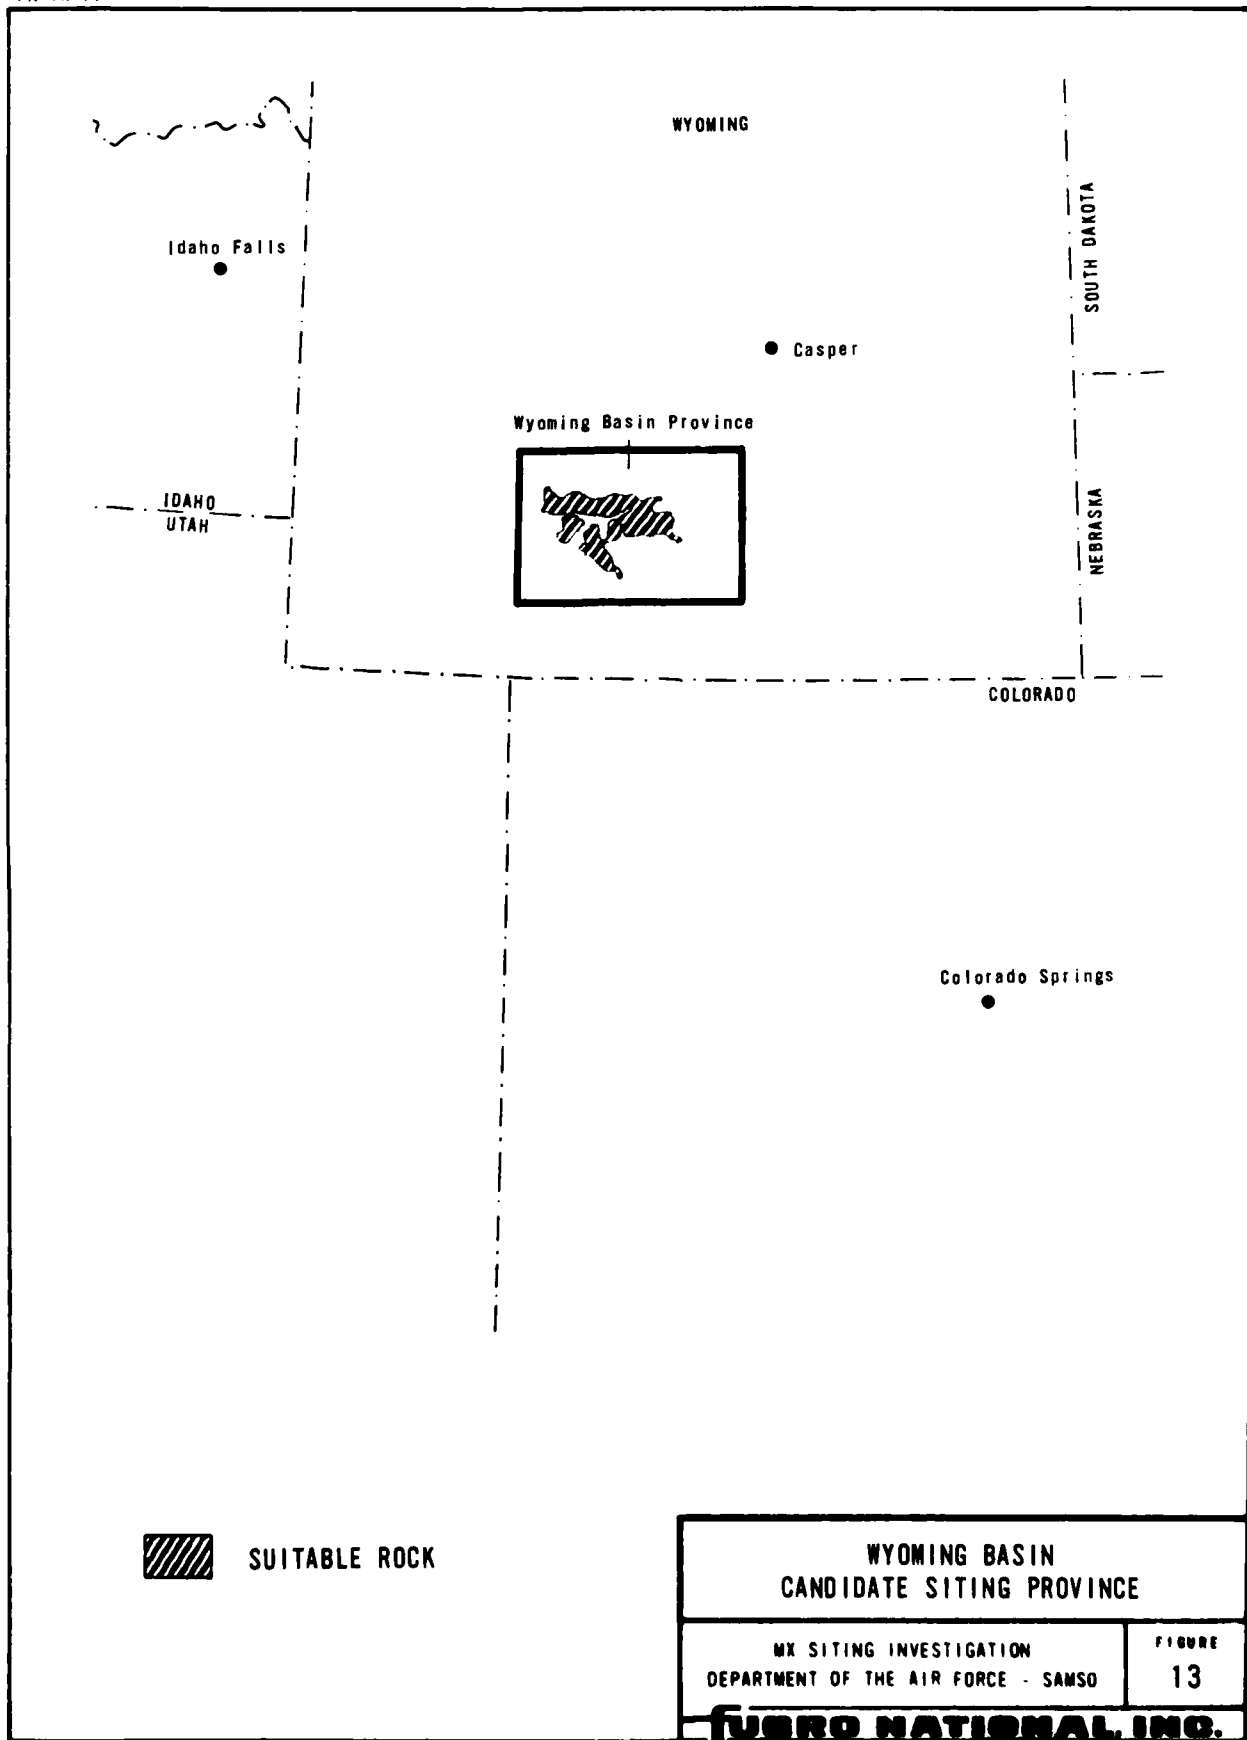 WYOMING
SOUTH DAKOTA
Idaho Falls
Casper
Wyoming Basin Province
IDAHO
UTAH
NEBRASKA
COLORADO
Colorado Springs
SUITABLE ROCK
WYOMING BASIN
CANDIDATE SITING PROVINCE
MX SITING INVESTIGATION
DEPARTMENT OF THE AIR FORCE - SAMSO
FIGURE
13
FUGRO NATIONAL, INC.